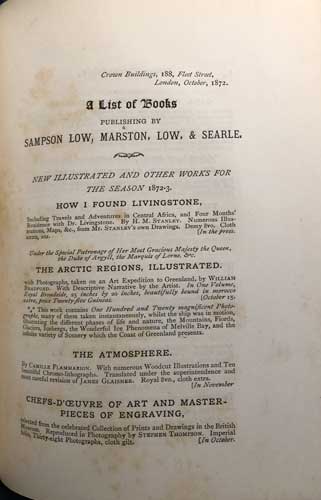 Crown Buildings, 188, Fleet Street,
London, October, 1872.
A List of Books
PUBLISHING BY
SAMPSON LOW, MARSTON, LOW, & SEARLE.
NEW ILLUSTRATED AND OTHER WORKS FOR
THE SEASON 1872-3.
HOW I FOUND LIVINGSTONE,
Including Travels and Adventures in Central Africa, and Four Months'
Residence with Dr. Livingstone. By H. M. STANLEY. Numerous Illus-
trations, Maps, &c., from Mr. STANLEY'S own Drawings. Demy 8vo. Cloth
extra, 21s. [In the press.
Under the Special Patronage of Her Most Gracious Majesty the Queen,
the Duke of Argyll, the Marquis of Lorne, &c.
THE ARCTIC REGIONS, ILLUSTRATED.
With Photographs, taken on an Art Expedition to Greenland, by WILLIAM
BRADFORD. With Descriptive Narrative by the Artist. In One Volume,
Royal Broadside, 25 inches by 20 inches, beautifully bound in morocco
extra, price Twenty-five Guineas. [October 15.
*** This work contains One Hundred and Twenty magnificent Photo-
graphs, many of them taken instantaneously, whilst the ship was in motion,
illustrating the different phases of life and nature, the Mountains, Fiords,
Glaciers, Icebergs, the Wonderful Ice Phenomena of Melville Bay, and the
infinite variety of Scenery which the Coast of Greenland presents.
THE ATMOSPHERE.
By CAMILLE FLAMMARION. With numerous Woodcut Illustrations and Ten
beautiful Chromo-lithographs. Translated under the superintendence and
most careful revision of JAMES GLAISHER. Royal 8vo., cloth extra.
[In November
CHEFS-D'ŒUVRE OF ART AND MASTER-
PIECES OF ENGRAVING,
selected from the celebrated Collection of Prints and Drawings in the British
Museum. Reproduced in Photography by STEPHEN THOMPSON. Imperial
folio, Thirty-eight Photographs, cloth gilt. [In October.